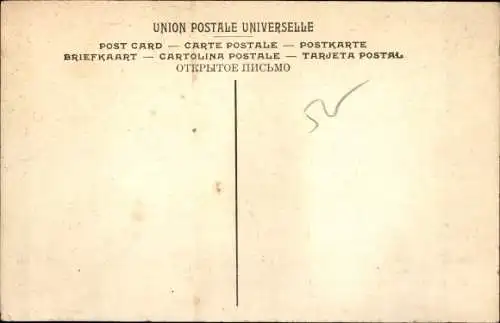 UNION POSTALE UNIVERSELLE
POST CARD — CARTE POSTALE — POSTKARTE
BRIEFKAART — CARTOLINA POSTALE — TARJETA POSTAL
ОТКРЫТОЕ ПИСЬМО